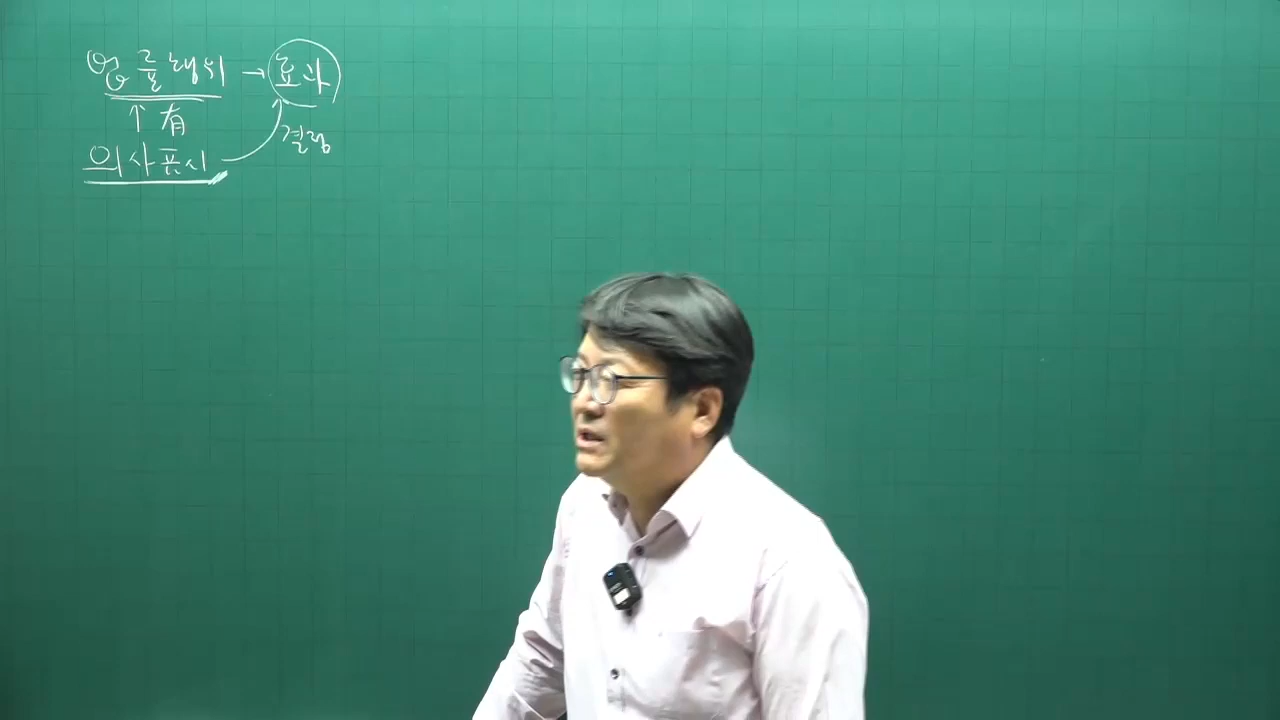 법률행위 → 효과
↑ 有 결정
의사표시